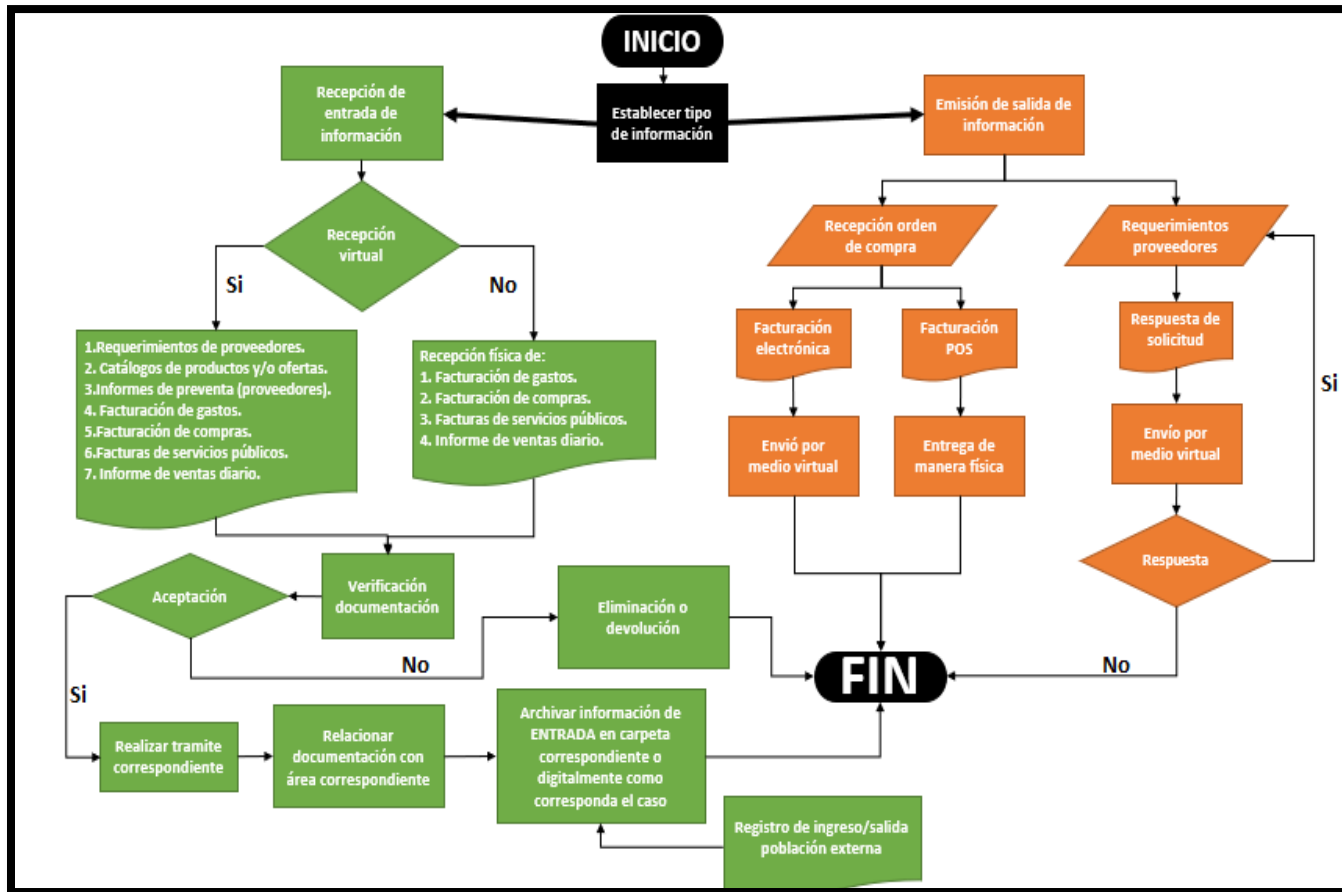 INICIO
Recepción de
entrada de
información
Establecer tipo
de información
Emisión de salida de
información
Recepción
virtual
Si
No
1.Requerimientos de proveedores.
2. Catálogos de productos y/o ofertas.
3.Informes de preventa (proveedores).
4. Facturación de gastos.
5.Facturación de compras.
6.Facturas de servicios públicos.
7. Informe de ventas diario.
Recepción física de:
1. Facturación de gastos.
2. Facturación de compras.
3. Facturas de servicios públicos.
4. Informe de ventas diario.
Verificación
documentación
Aceptación
No
Si
Eliminación o
devolución
Realizar tramite
correspondiente
Relacionar
documentación con
área correspondiente
Archivar información de
ENTRADA en carpeta
correspondiente o
digitalmente como
corresponda el caso
Registro de ingreso/salida
población externa
Recepción orden
de compra
Facturación
electrónica
Facturación
POS
Envió por
medio virtual
Entrega de
manera física
Requerimientos
proveedores
Respuesta de
solicitud
Envío por
medio virtual
Respuesta
Si
No
FIN